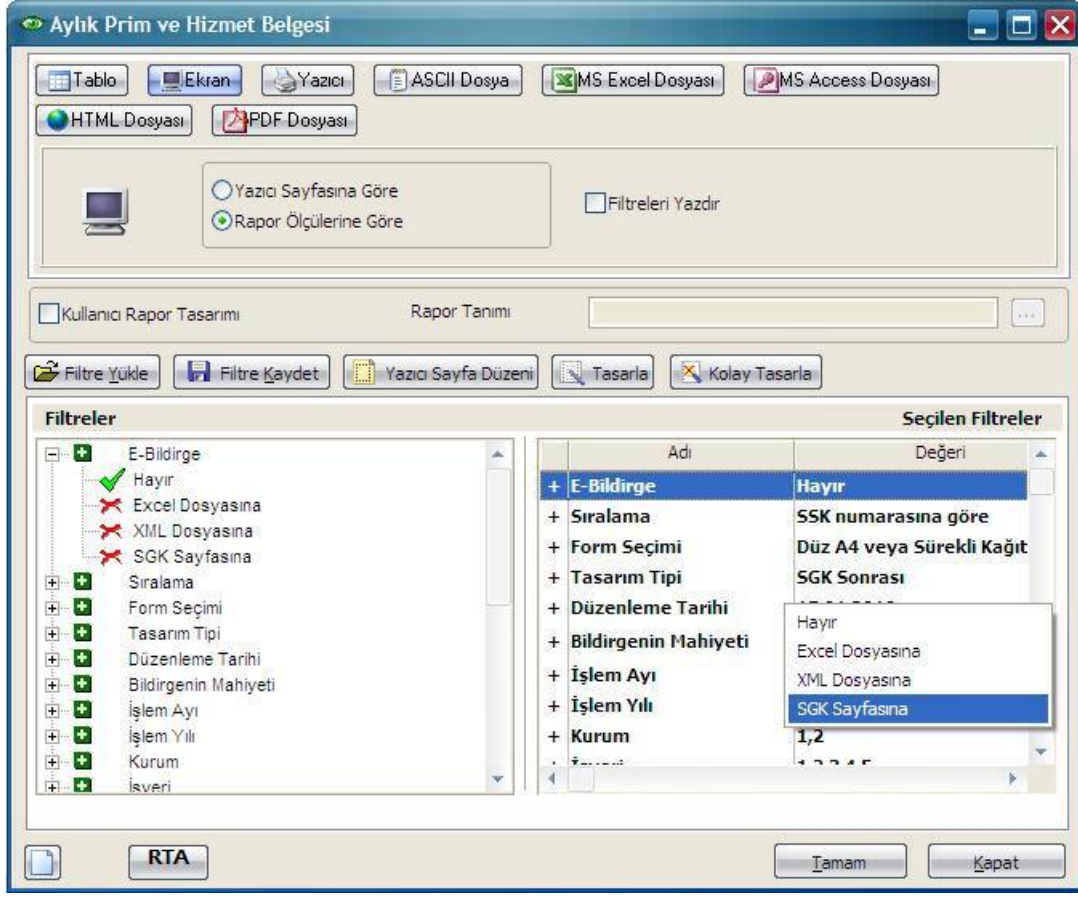 Aylık Prim ve Hizmet Belgesi
Tablo Ekran Yazıcı ASCII Dosya MS Excel Dosyası MS Access Dosyası
HTML Dosyası PDF Dosyası
Yazıcı Sayfasına Göre
Rapor Ölçülerine Göre
Filtreleri Yazdır
Kullanıcı Rapor Tasarımı Rapor Tanımı ...
Filtre Yükle Filtre Kaydet Yazıcı Sayfa Düzeni Tasarla Kolay Tasarla
Filtreler Seçilen Filtreler
E-Bildirge
Hayır
Excel Dosyasına
XML Dosyasına
SGK Sayfasına
Sıralama
Form Seçimi
Tasarım Tipi
Düzenleme Tarihi
Bildirgenin Mahiyeti
İşlem Ayı
İşlem Yılı
Kurum
İşveri
Adı Değeri
+ E-Bildirge Hayır
+ Sıralama SSK numarasına göre
+ Form Seçimi Düz A4 veya Sürekli Kağıt
+ Tasarım Tipi SGK Sonrası
+ Düzenleme Tarihi
+ Bildirgenin Mahiyeti
+ İşlem Ayı
+ İşlem Yılı
+ Kurum 1,2
Hayır
Excel Dosyasına
XML Dosyasına
SGK Sayfasına
RTA Tamam Kapat